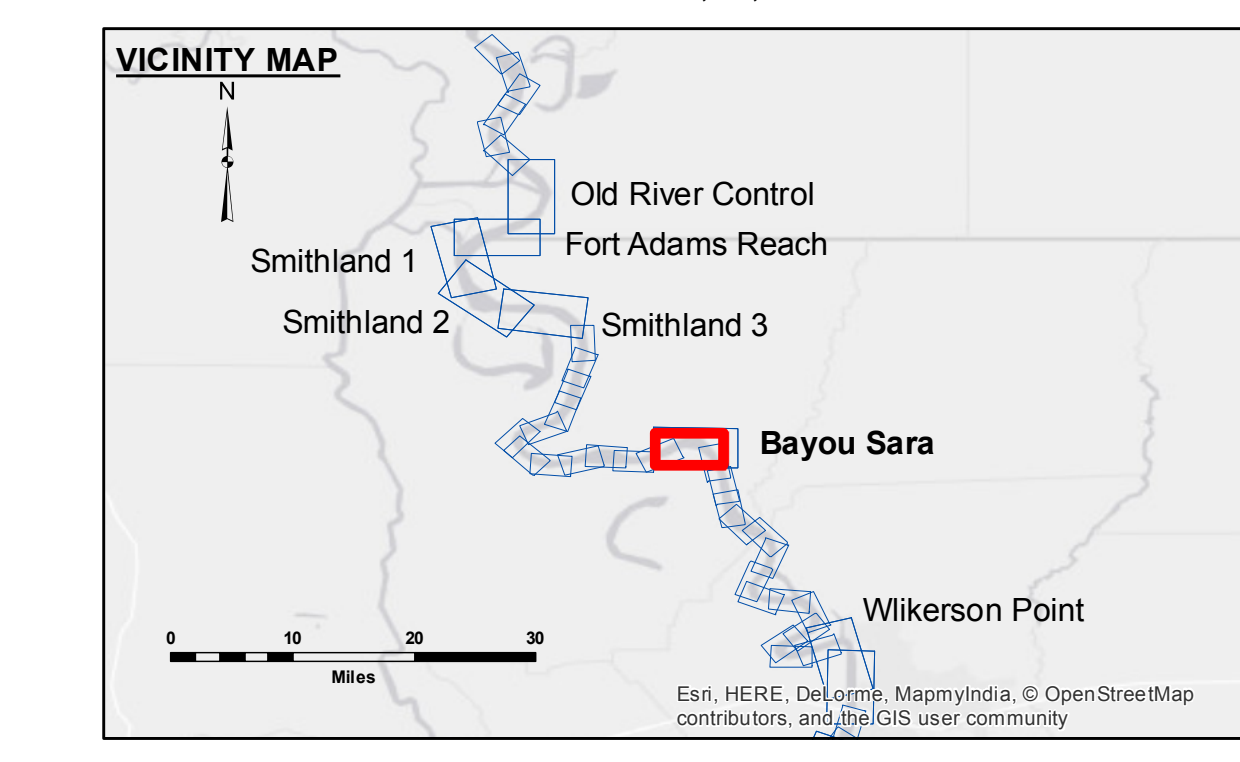 VICINITY MAP
N
Old River Control
Fort Adams Reach
Smithland 1
Smithland 2
Smithland 3
Bayou Sara
Wlikerson Point
0 10 20 30
Miles
Esri, HERE, DeLorme, MapmyIndia, © OpenStreetMap
contributors, and the GIS user community